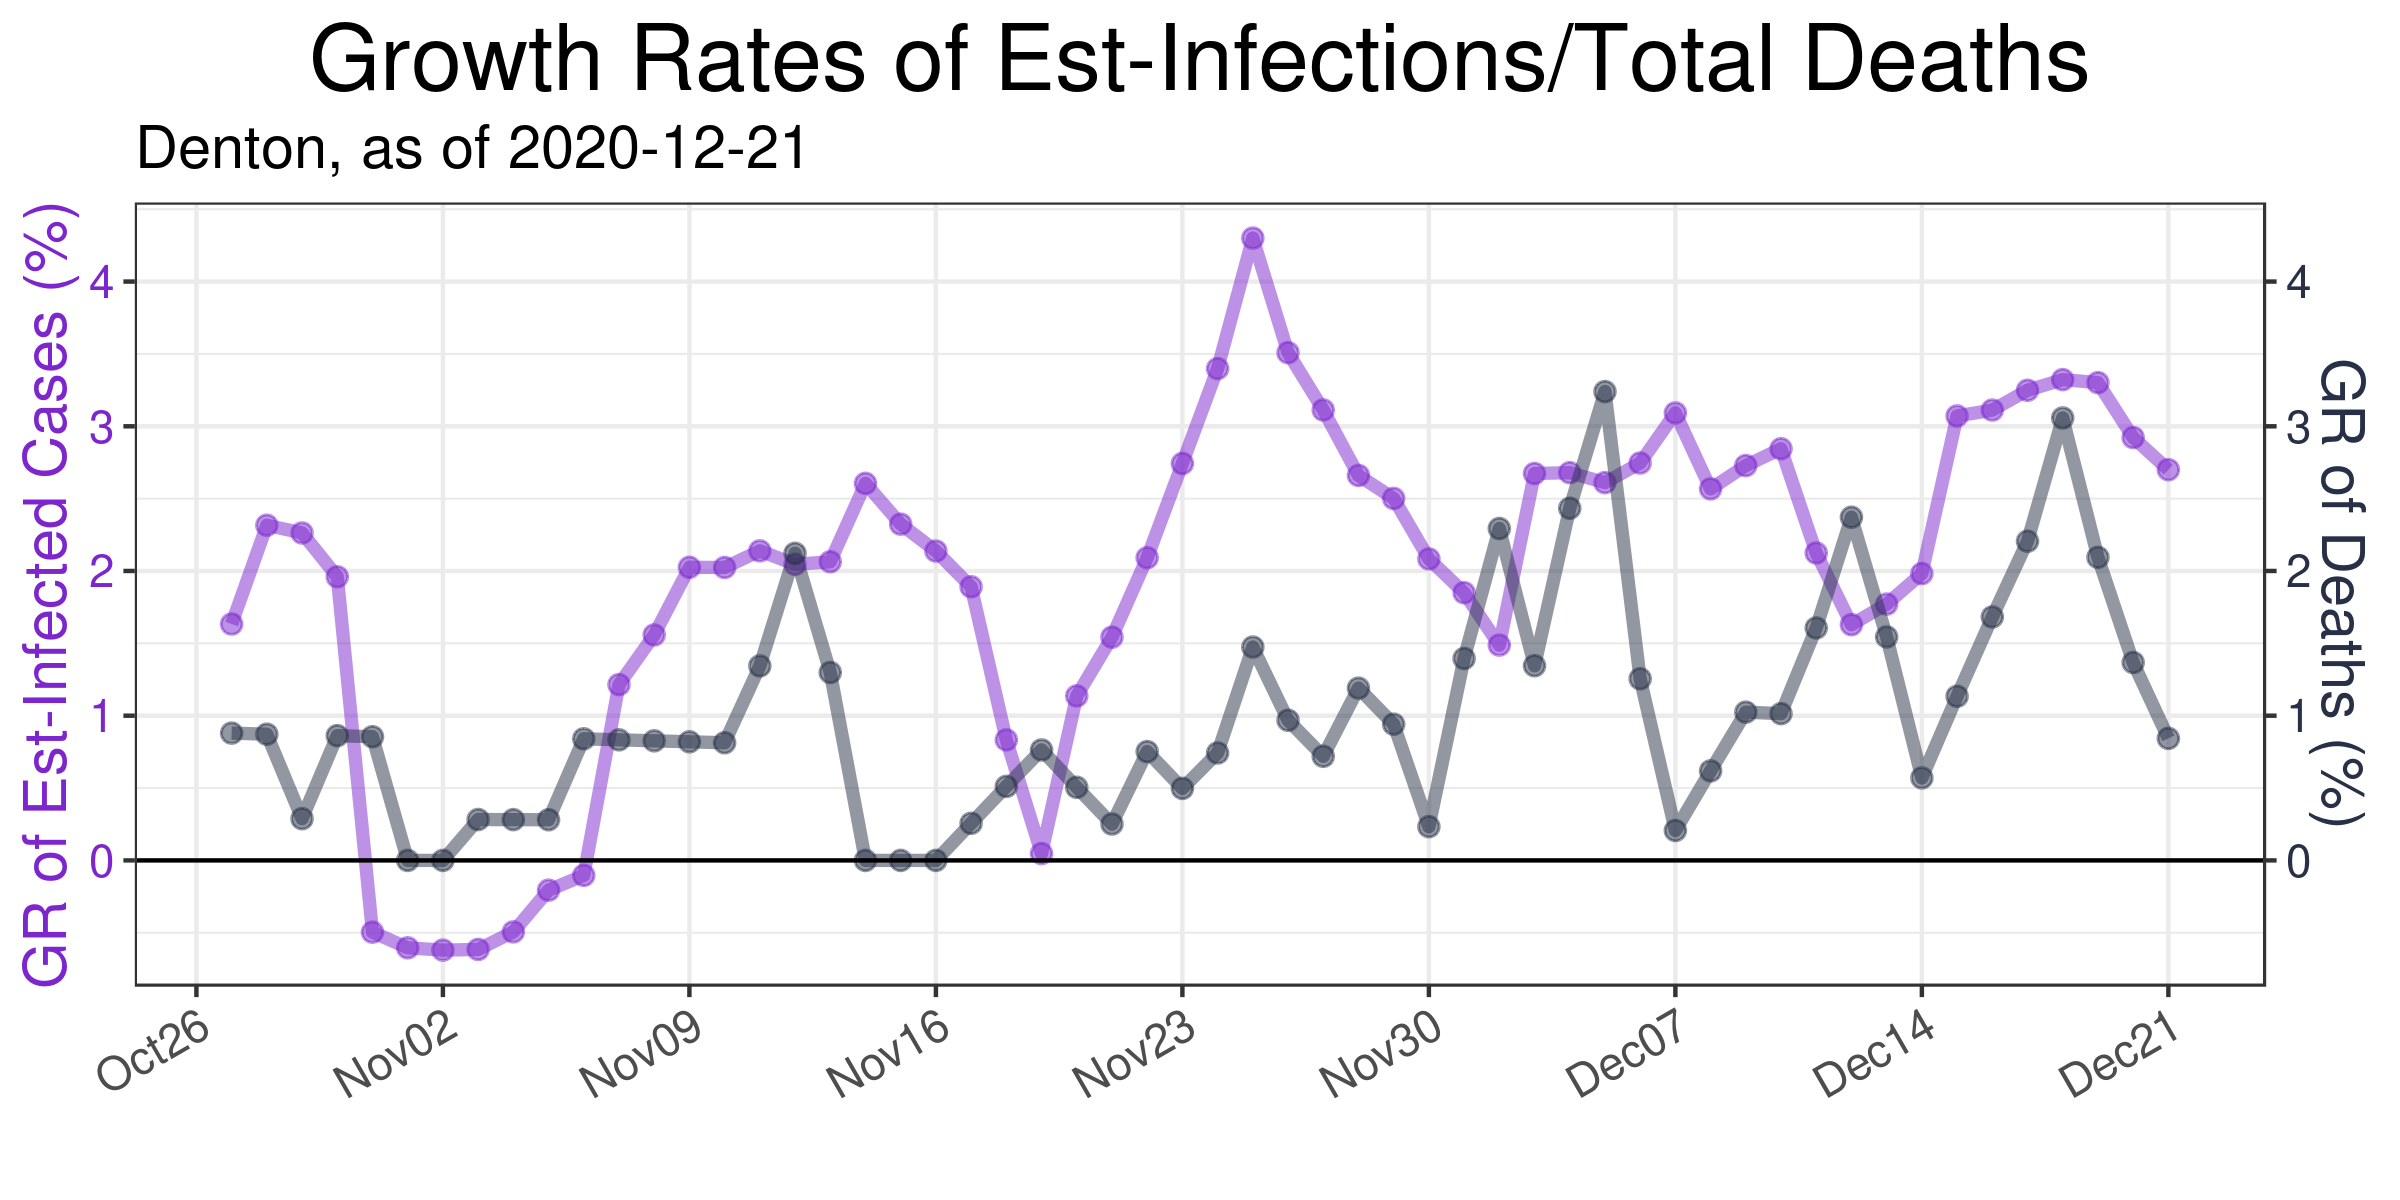 Growth Rates of Est-Infections/Total Deaths
Denton, as of 2020-12-21
GR of Est-Infected Cases (%)
4
3
2
1
0
4
3
2
1
0
GR of Deaths (%)
Oct26
Nov02
Nov09
Nov16
Nov23
Nov30
Dec07
Dec14
Dec21